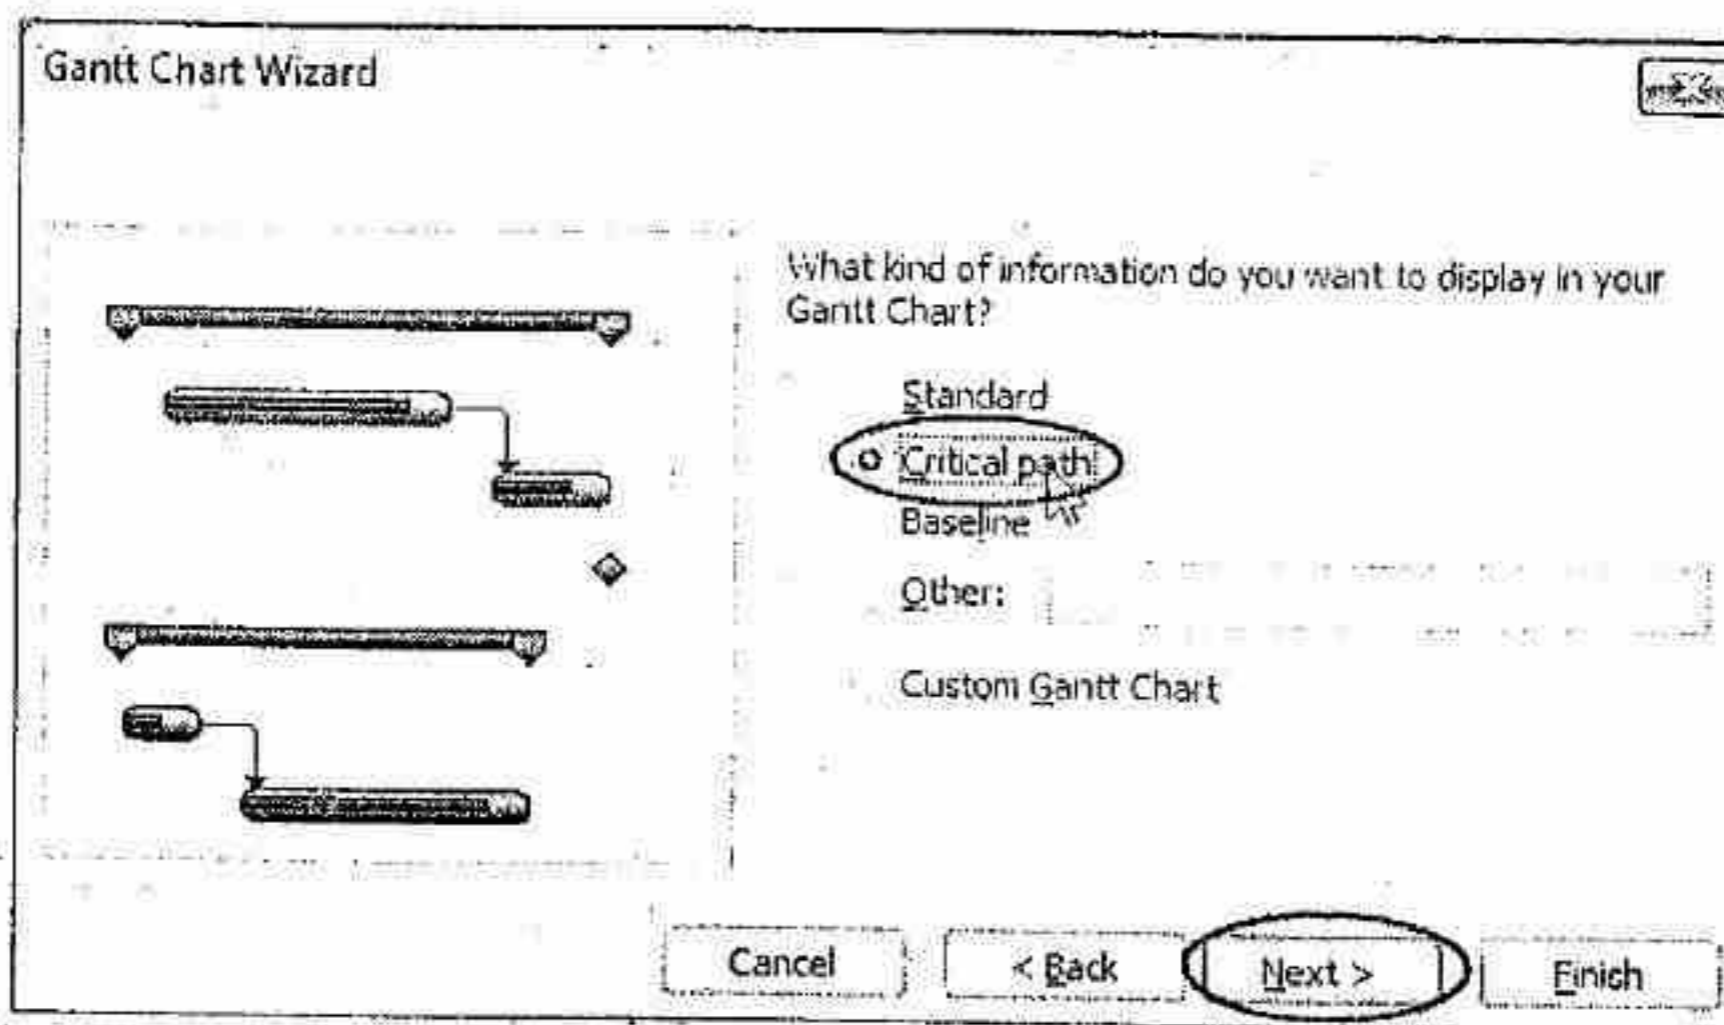 Gantt Chart Wizard
What kind of information do you want to display in your
Gantt Chart?
Standard
Critical path
Baseline
Other:
Custom Gantt Chart
Cancel
< Back
Next >
Finish